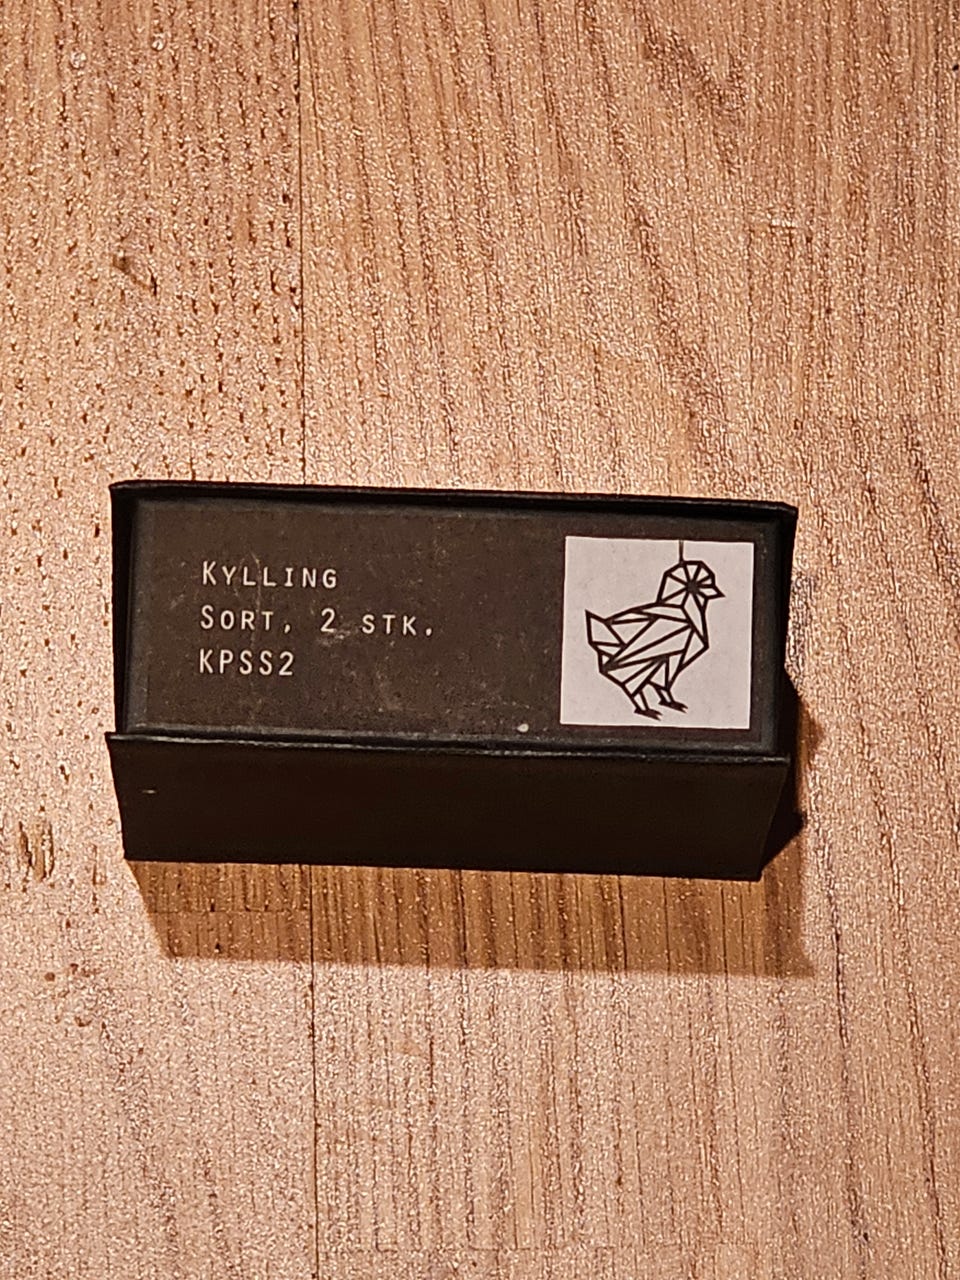 KYLLING
SORT, 2 STK.
KPSS2